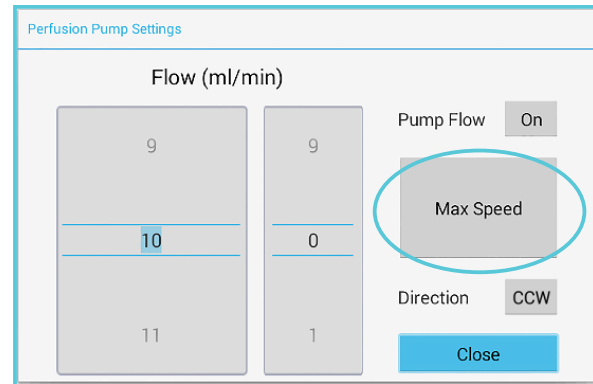 Perfusion Pump Settings
Flow (ml/min)
Pump Flow On
9 9
Max Speed
10 0
Direction CCW
11 1
Close